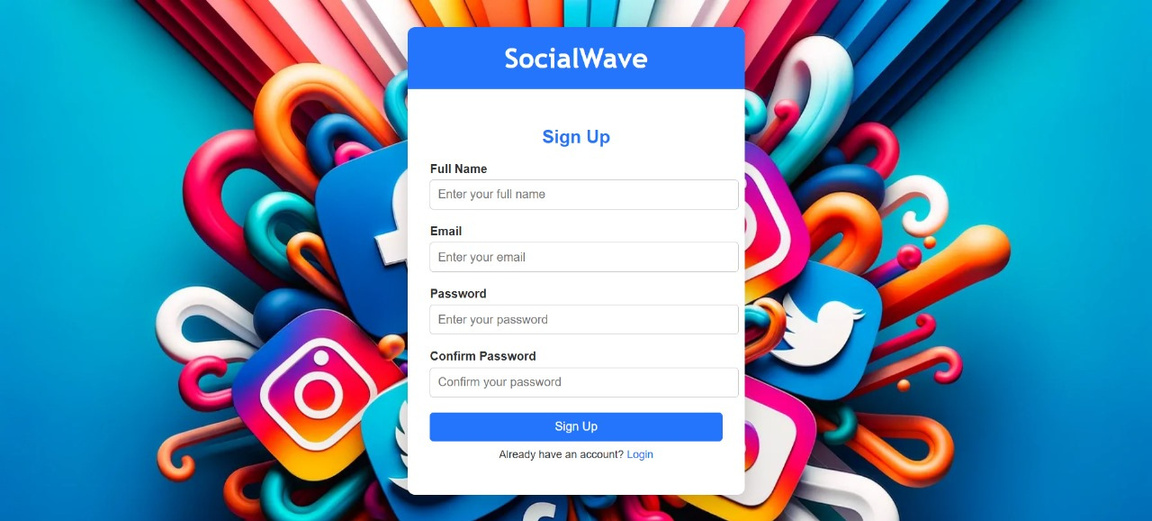 SocialWave
Sign Up
Full Name
Enter your full name
Email
Enter your email
Password
Enter your password
Confirm Password
Confirm your password
Sign Up
Already have an account? Login